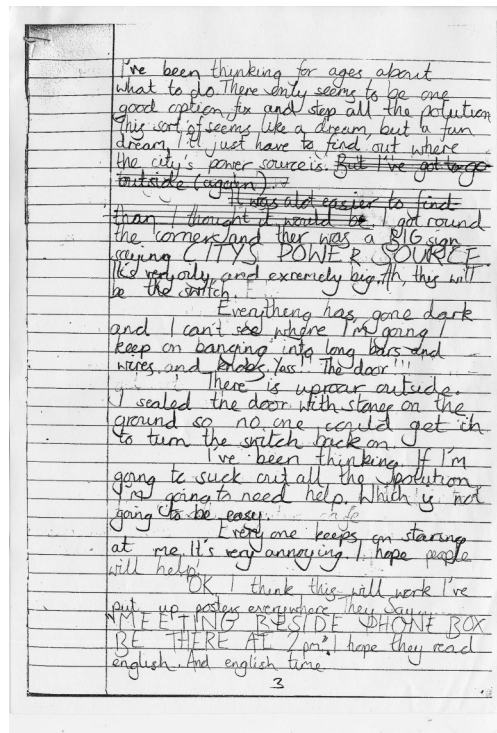 I've been thinking for ages about
what to do. There only seems to be one
good option fix and stop all the polution
This sort of seems like a dream, but a fun
dream, I'll just have to find out where
the city's power source is. But I've got to go
outside (again).
It was alot easier to find
than I thought it would be. I got round
the corner and ther was a BIG sign
saying CITYS POWER SOURCE
It's very oily and extremely big. Ah, this will
be the switch.
Everything has gone dark
and I can't see where I'm going I
keep on banging into long bars and
wires and knobs. Yass!! The door!!!
There is uproar outside.
I sealed the door with stones on the
ground so no one could get in
to turn the switch back on.
I've been thinking. If I'm
going to suck out all the polution,
I'm going to need help. Which is not
going to be easy.
Every one keeps on staring
at me. It's very annoying. I hope people
will help!
OK I think this will work I've
put up posters everywhere. They say....
"MEETING BESIDE PHONE BOX
BE THERE AT 2pm". I hope they read
english. And english time.
3